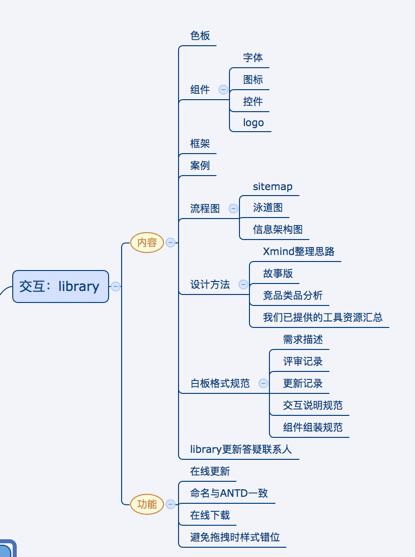 色板
字体
图标
组件
控件
logo
框架
案例
sitemap
流程图
泳道图
信息架构图
内容
Xmind整理思路
故事版
交互：library
设计方法
竞品类品分析
我们已提供的工具资源汇总
需求描述
评审记录
白板格式规范
更新记录
交互说明规范
组件组装规范
library更新答疑联系人
在线更新
命名与ANTD一致
功能
在线下载
避免拖拽时样式错位